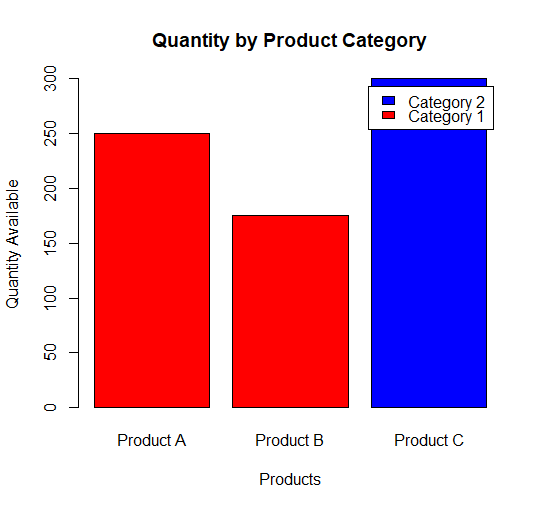 Quantity by Product Category
Quantity Available
300
250
200
150
100
50
0
Category 2
Category 1
Product A
Product B
Product C
Products